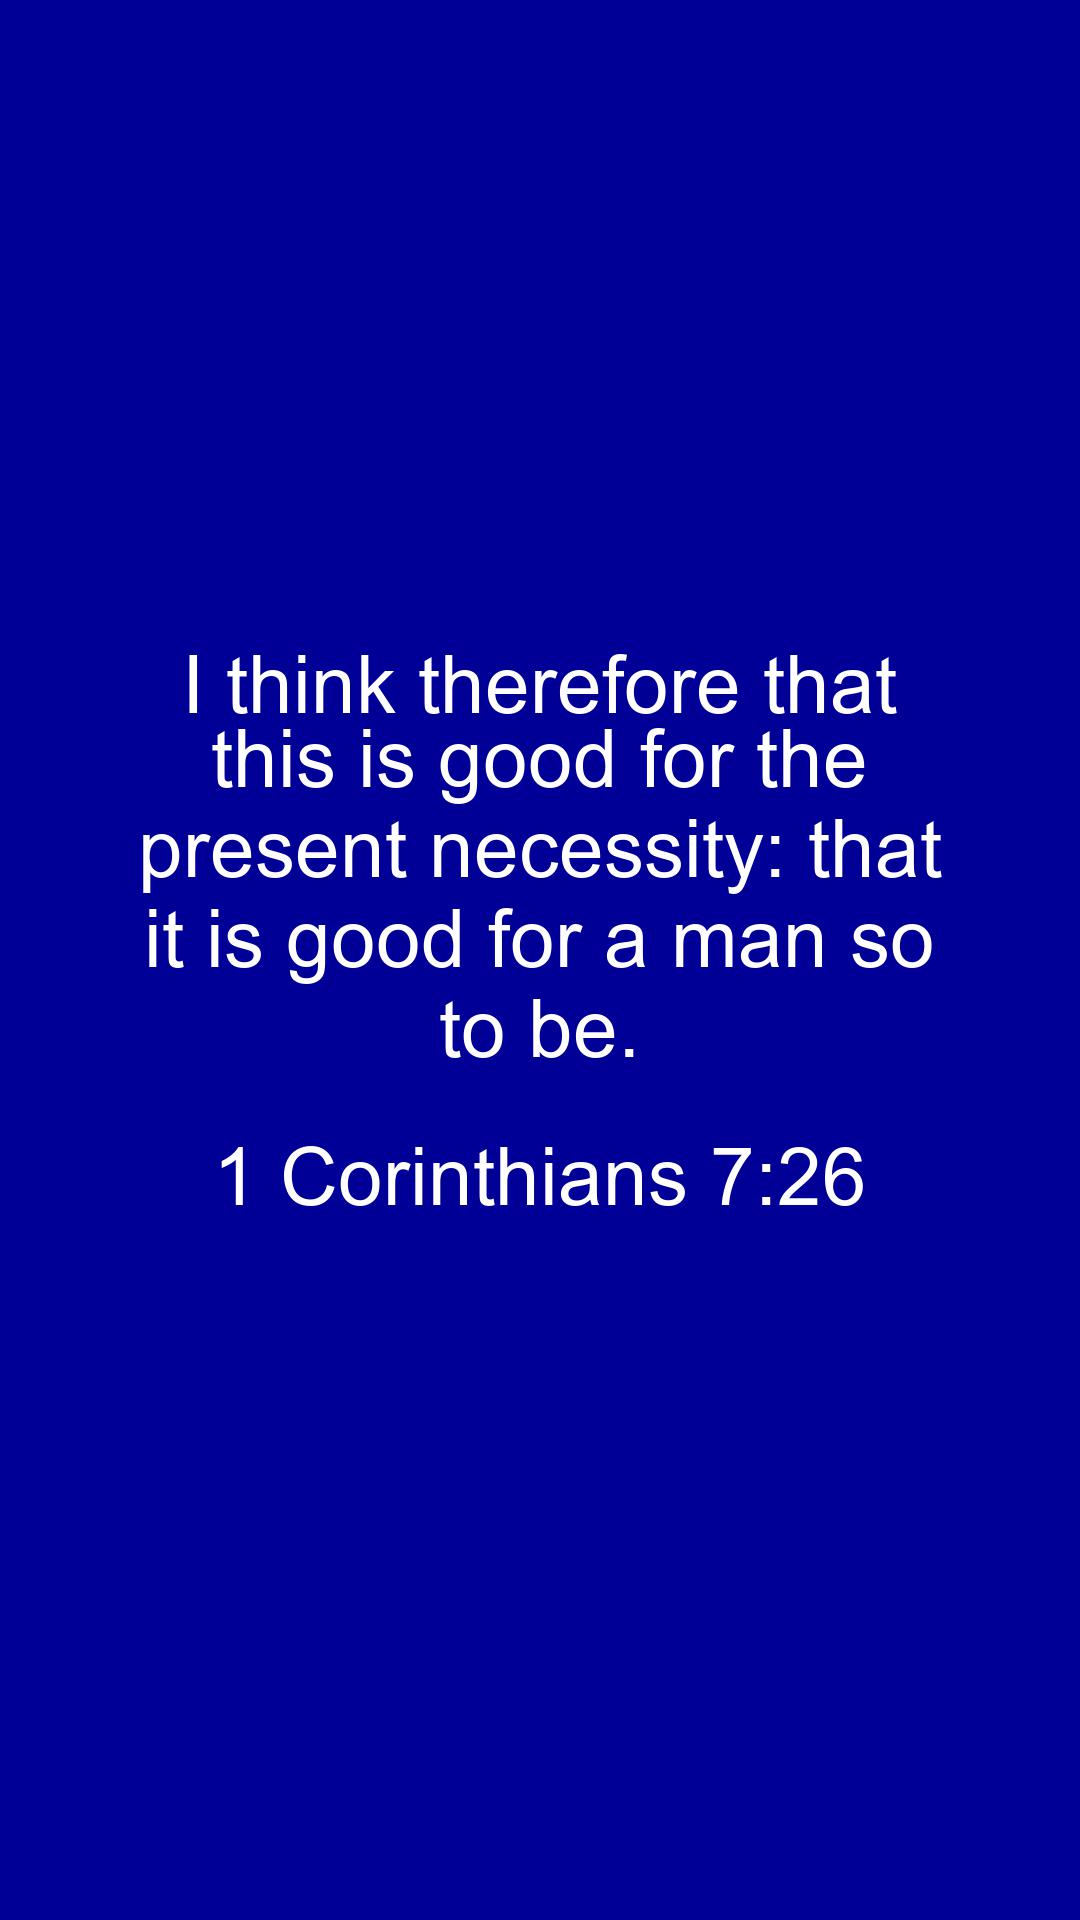 I think therefore that
this is good for the
present necessity: that
it is good for a man so
to be.
1 Corinthians 7:26